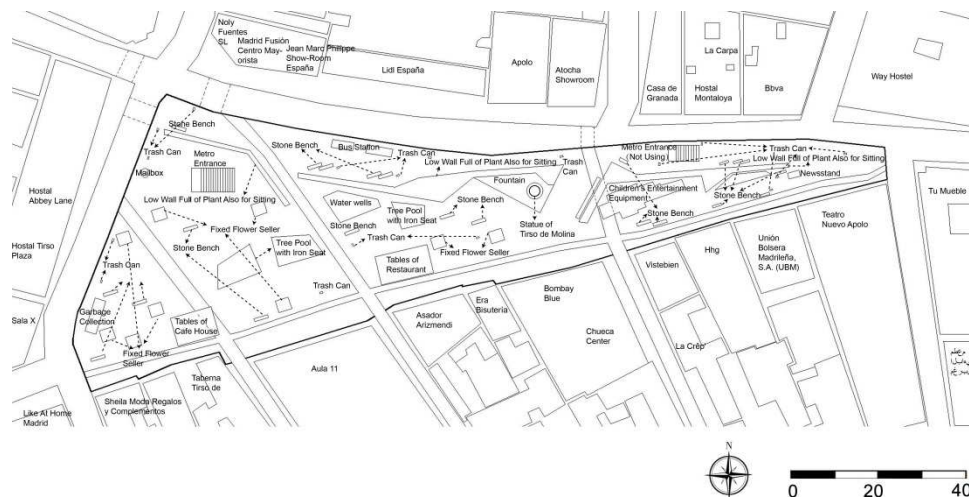 Noly
Fuentes
SL
Madrid Fusión
Centro May-
orista
Jean Marc Philppe
Show-Room
España
Lidl España
Apolo
Atocha
Showroom
Casa de
Granada
La Carpa
Hostal
Montaloya
Bbva
Way Hostel
Stone Bench
Trash Can
Mailbox
Metro
Entrance
Low Wall Full of Plant Also for Sitting
Stone Bench
Bus Station
Trash Can
Low Wall Full of Plant Also for Sitting
Trash
Can
Fountain
Metro Entrance
(Not Using)
Trash Can
Low Wall Full of Plant Also for Sitting
Newsstand
Children's Entertainment
Equipment
Stone Bench
Stone Bench
Hostal
Abbey Lane
Hostal Tirso
Plaza
Sala X
Water wells
Tree Pool
with Iron Seat
Stone Bench
Statue of
Tirso de Molina
Stone Bench
Trash Can
Fixed Flower Seller
Fixed Flower Seller
Stone Bench
Tree Pool
with Iron Seat
Tables of
Restaurant
Trash Can
Trash Can
Garbage
Collection
Tables of
Cafe House
Fixed Flower
Seller
Tu Mueble
Teatro
Nuevo Apolo
Unión
Bolsera
Madrileña,
S.A. (UBM)
Hhg
Vistebien
Bombay
Blue
Era
Bisutería
Asador
Arizmendi
Chueca
Center
La Crêp
Aula 11
Taberna
Tirso de
Sheila Moda Regalos
y Complementos
Like At Home
Madrid
N
0 20 40